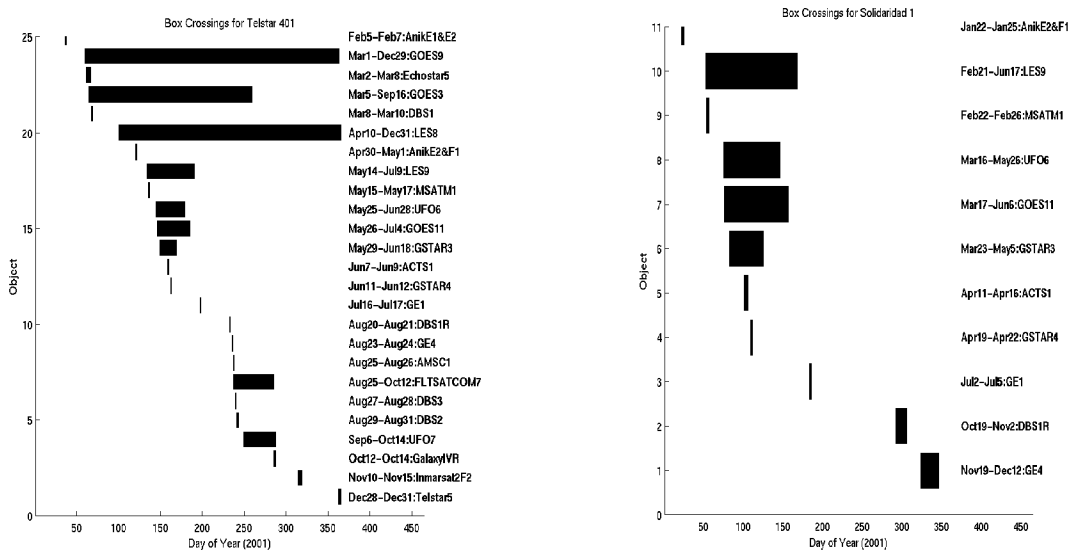 Box Crossings for Telstar 401
25
20
15
10
5
0
Object
Feb5-Feb7:AnikE1&E2
Mar1-Dec29:GOES9
Mar2-Mar8:Echostar5
Mar5-Sep16:GOES3
Mar8-Mar10:DBS1
Apr10-Dec31:LES8
Apr30-May1:AnikE2&F1
May14-Jul9:LES9
May15-May17:MSATM1
May25-Jun28:UFO6
May26-Jul4:GOES11
May29-Jun18:GSTAR3
Jun7-Jun9:ACTS1
Jun11-Jun12:GSTAR4
Jul16-Jul17:GE1
Aug20-Aug21:DBS1R
Aug23-Aug24:GE4
Aug25-Aug26:AMSC1
Aug25-Oct12:FLTSATCOM7
Aug27-Aug28:DBS3
Aug29-Aug31:DBS2
Sep6-Oct14:UFO7
Oct12-Oct14:GalaxyIVR
Nov10-Nov15:Inmarsat2F2
Dec28-Dec31:Telstar5
50 100 150 200 250 300 350 400 450
Day of Year (2001)
Box Crossings for Solidaridad 1
11
10
9
8
7
6
5
4
3
2
1
0
Object
Jan22-Jan25:AnikE2&F1
Feb21-Jun17:LES9
Feb22-Feb26:MSATM1
Mar16-May26:UFO6
Mar17-Jun6:GOES11
Mar23-May5:GSTAR3
Apr11-Apr16:ACTS1
Apr19-Apr22:GSTAR4
Jul2-Jul5:GE1
Oct19-Nov2:DBS1R
Nov19-Dec12:GE4
50 100 150 200 250 300 350 400 450
Day of Year (2001)